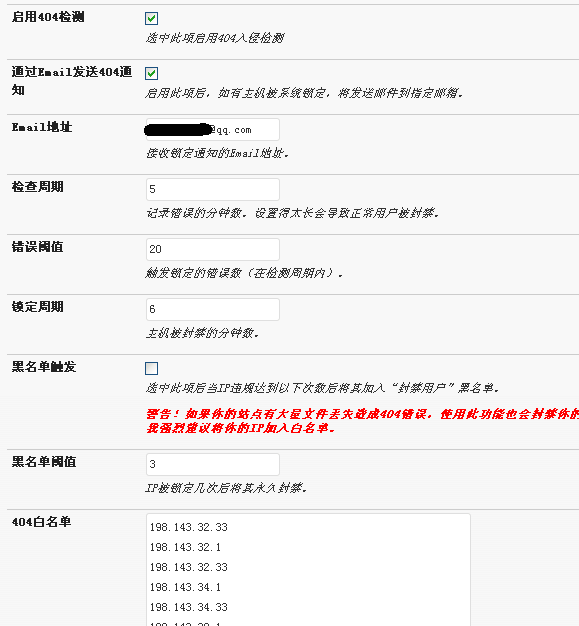 启用404检测
选中此项启用404入侵检测
通过Email发送404通
知
启用此项后，如有主机被系统锁定，将发送邮件到指定邮箱。
Email地址
@qq.com
接收锁定通知的Email地址。
检查周期
5
记录错误的分钟数。设置得太长会导致正常用户被封禁。
错误阈值
20
触发锁定的错误数（在检测周期内）。
锁定周期
6
主机被封禁的分钟数。
黑名单触发
选中此项后当IP违规达到以下次数后将其加入“封禁用户”黑名单。
警告！如果你的站点有大量文件丢失造成404错误，使用此功能也会封禁你的
我强烈建议将你的IP加入白名单。
黑名单阈值
3
IP被锁定几次后将其永久封禁。
404白名单
198.143.32.33
198.143.32.1
198.143.32.33
198.143.34.1
198.143.34.33